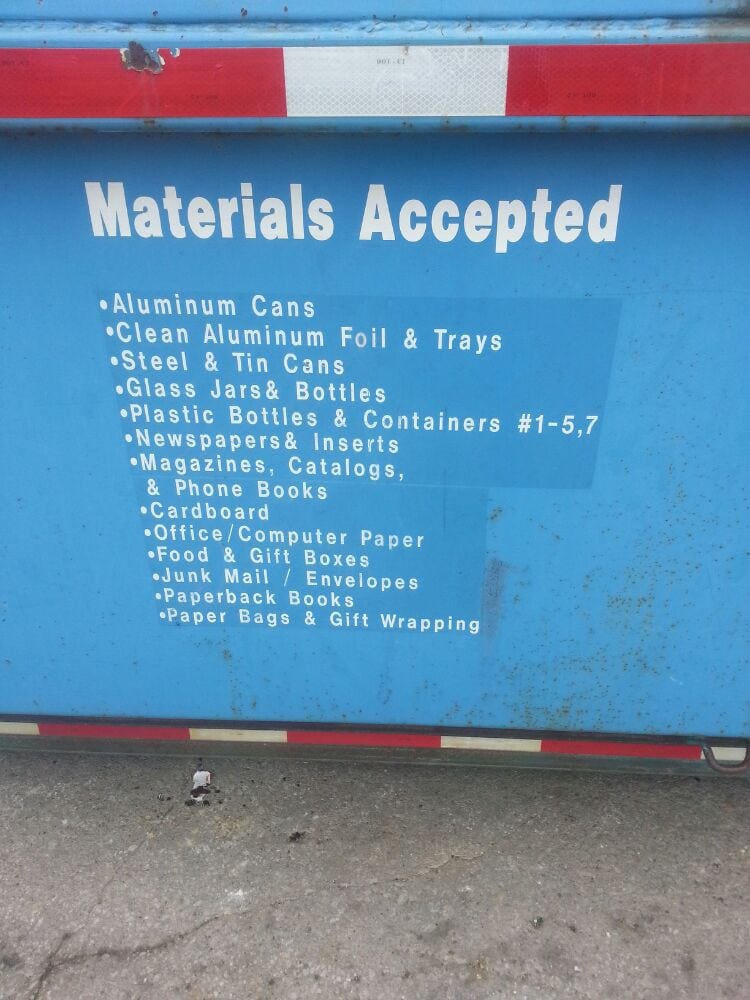 Materials Accepted
•Aluminum Cans
•Clean Aluminum Foil & Trays
•Steel & Tin Cans
•Glass Jars& Bottles
•Plastic Bottles & Containers #1-5,7
•Newspapers& Inserts
•Magazines, Catalogs,
& Phone Books
•Cardboard
•Office/Computer Paper
•Food & Gift Boxes
•Junk Mail / Envelopes
•Paperback Books
•Paper Bags & Gift Wrapping